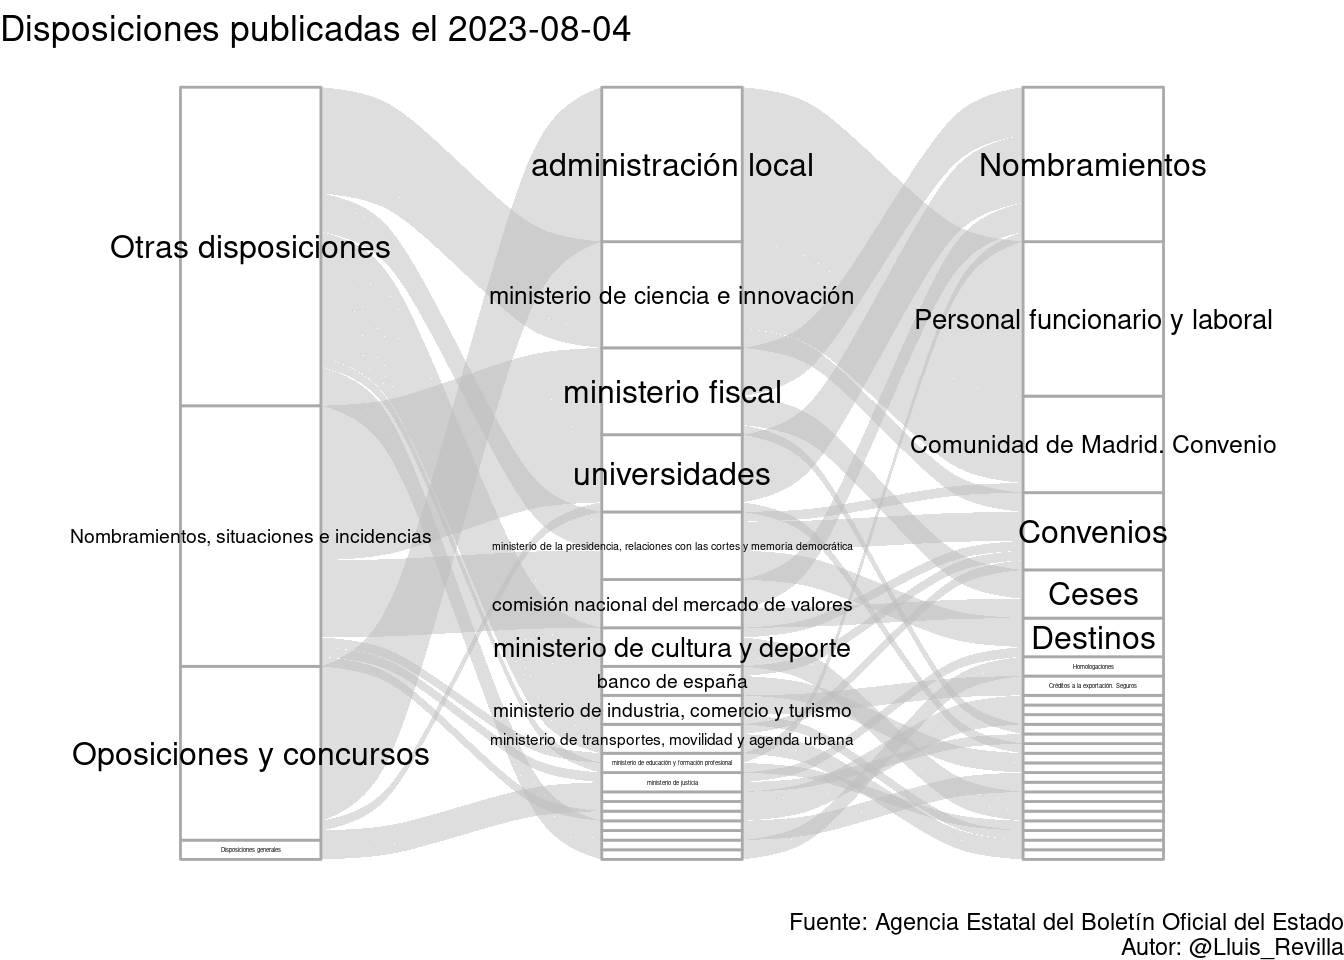 Disposiciones publicadas el 2023-08-04
Otras disposiciones
Nombramientos, situaciones e incidencias
Oposiciones y concursos
Disposiciones generales
administración local
ministerio de ciencia e innovación
ministerio fiscal
universidades
ministerio de la presidencia, relaciones con las cortes y memoria democrática
comisión nacional del mercado de valores
ministerio de cultura y deporte
banco de españa
ministerio de industria, comercio y turismo
ministerio de transportes, movilidad y agenda urbana
ministerio de educación y formación profesional
ministerio de justicia
Nombramientos
Personal funcionario y laboral
Comunidad de Madrid. Convenio
Convenios
Ceses
Destinos
Homologaciones
Créditos a la exportación. Seguros
Fuente: Agencia Estatal del Boletín Oficial del Estado
Autor: @Lluis_Revilla